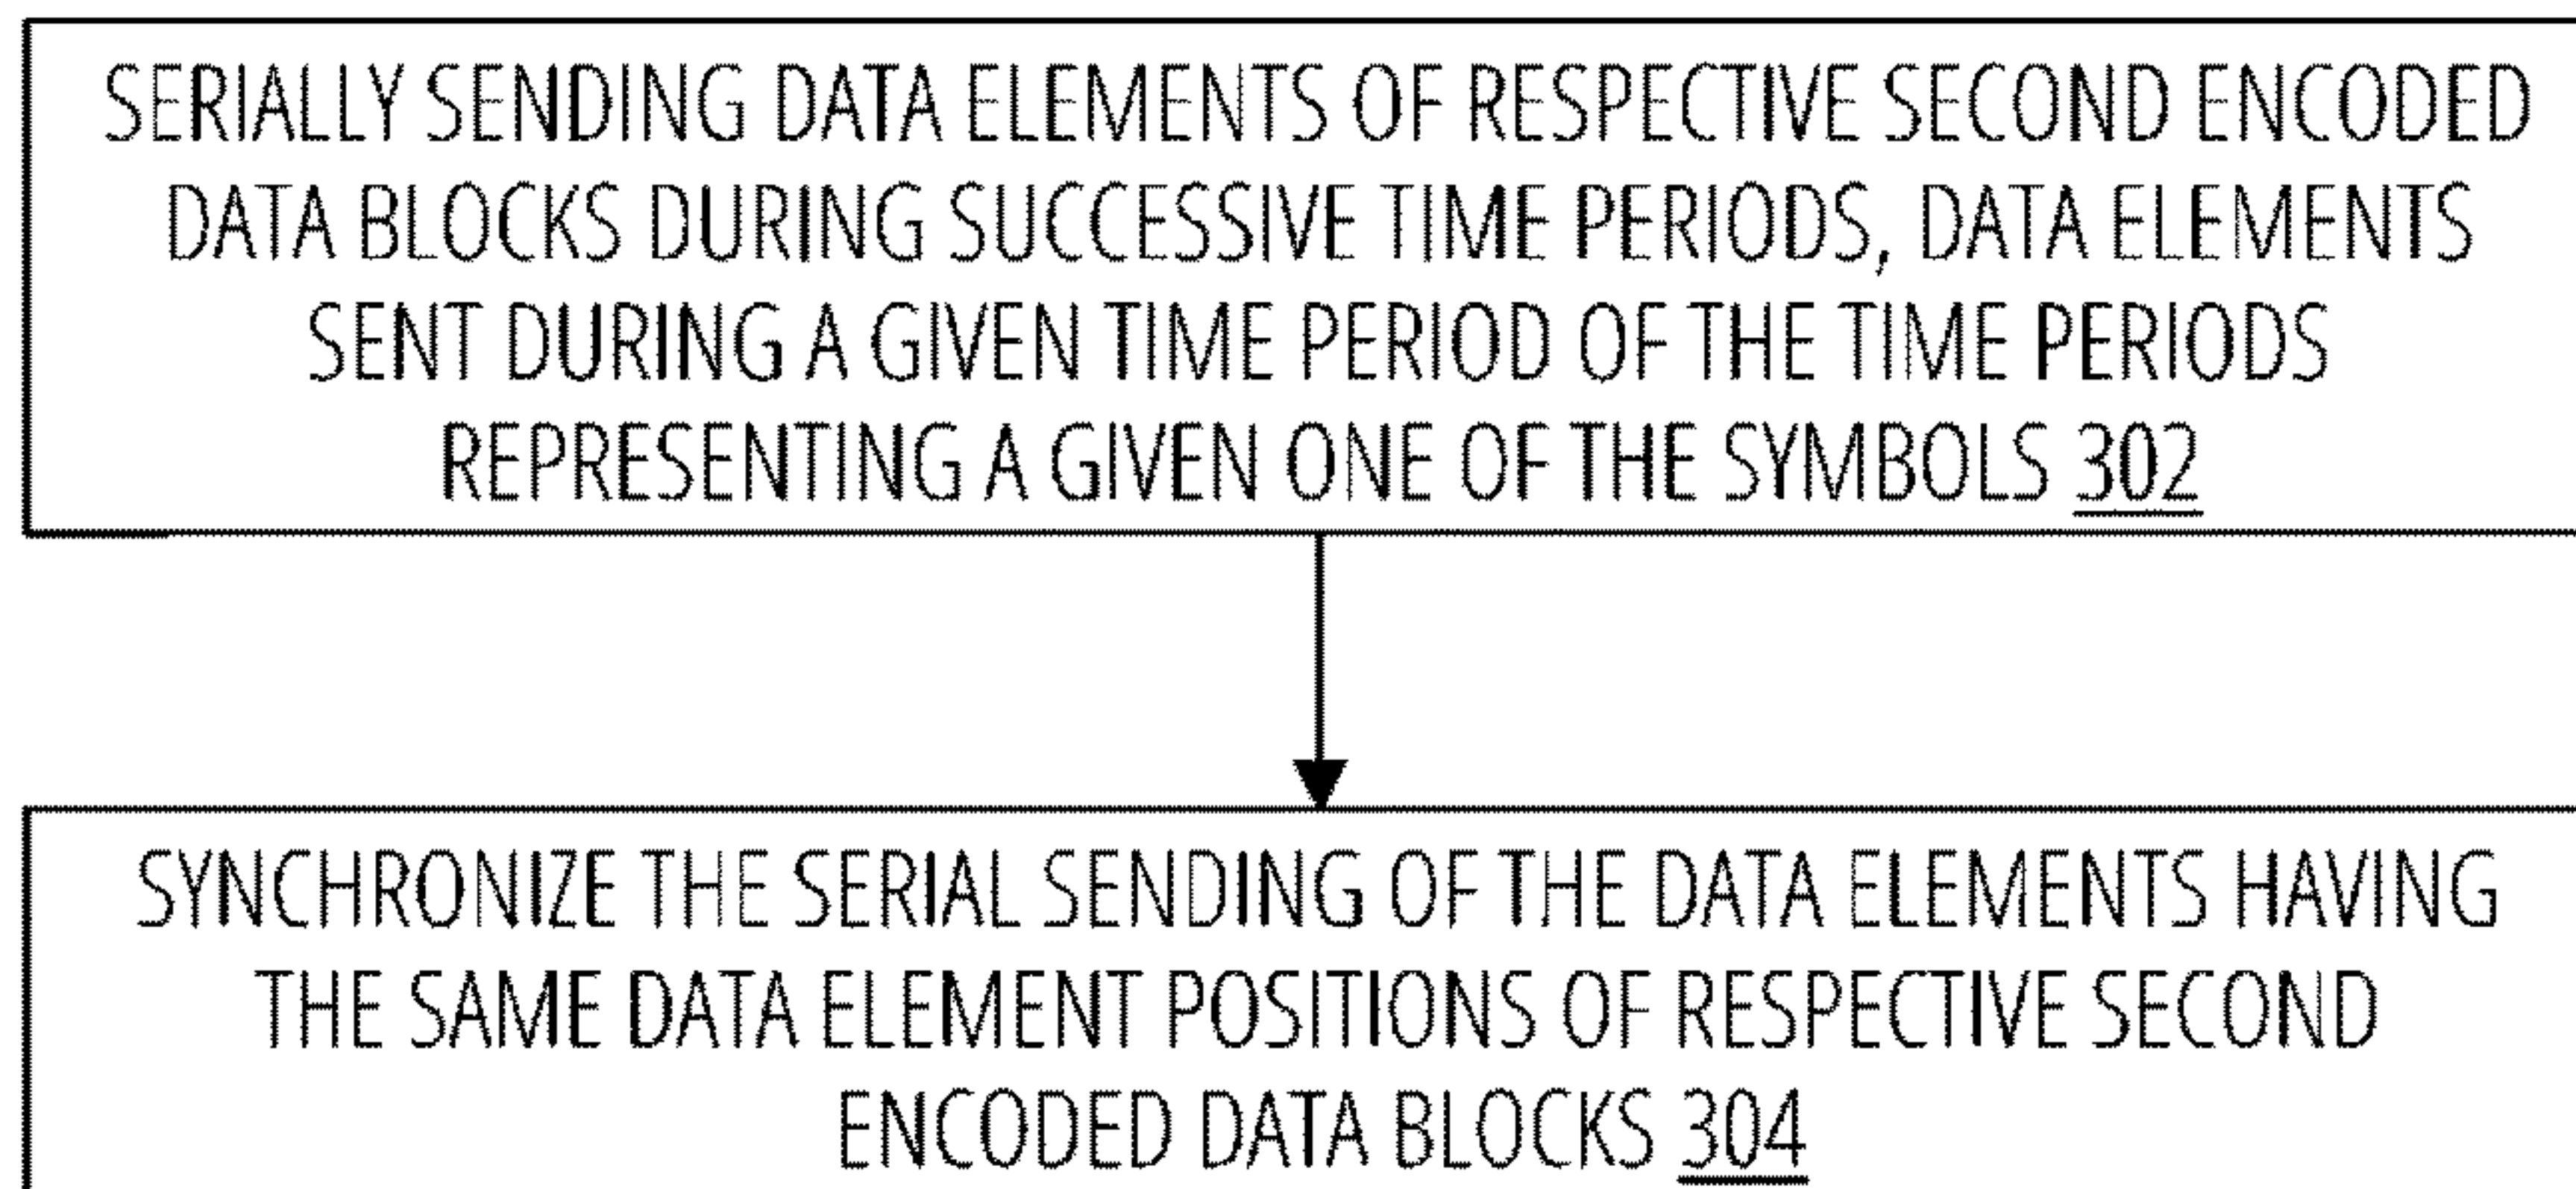 SERIALLY SENDING DATA ELEMENTS OF RESPECTIVE SECOND ENCODED
DATA BLOCKS DURING SUCCESSIVE TIME PERIODS, DATA ELEMENTS
SENT DURING A GIVEN TIME PERIOD OF THE TIME PERIODS
REPRESENTING A GIVEN ONE OF THE SYMBOLS 302
SYNCHRONIZE THE SERIAL SENDING OF THE DATA ELEMENTS HAVING
THE SAME DATA ELEMENT POSITIONS OF RESPECTIVE SECOND
ENCODED DATA BLOCKS 304